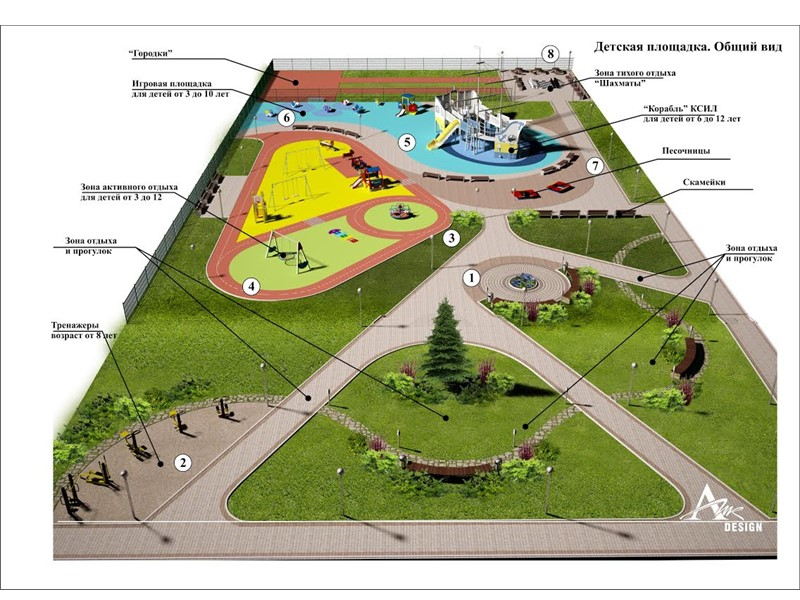 Детская площадка. Общий вид
"Городки"
8
Зона тихого отдыха
"Шахматы"
Игровая площадка
для детей от 3 до 10 лет
6
"Корабль" КСИЛ
для детей от 6 до 12 лет
5
Песочницы
7
Скамейки
Зона активного отдыха
для детей от 3 до 12
3
Зона отдыха
и прогулок
Зона отдыха
и прогулок
1
4
Тренажеры
возраст от 8 лет
2
DESIGN